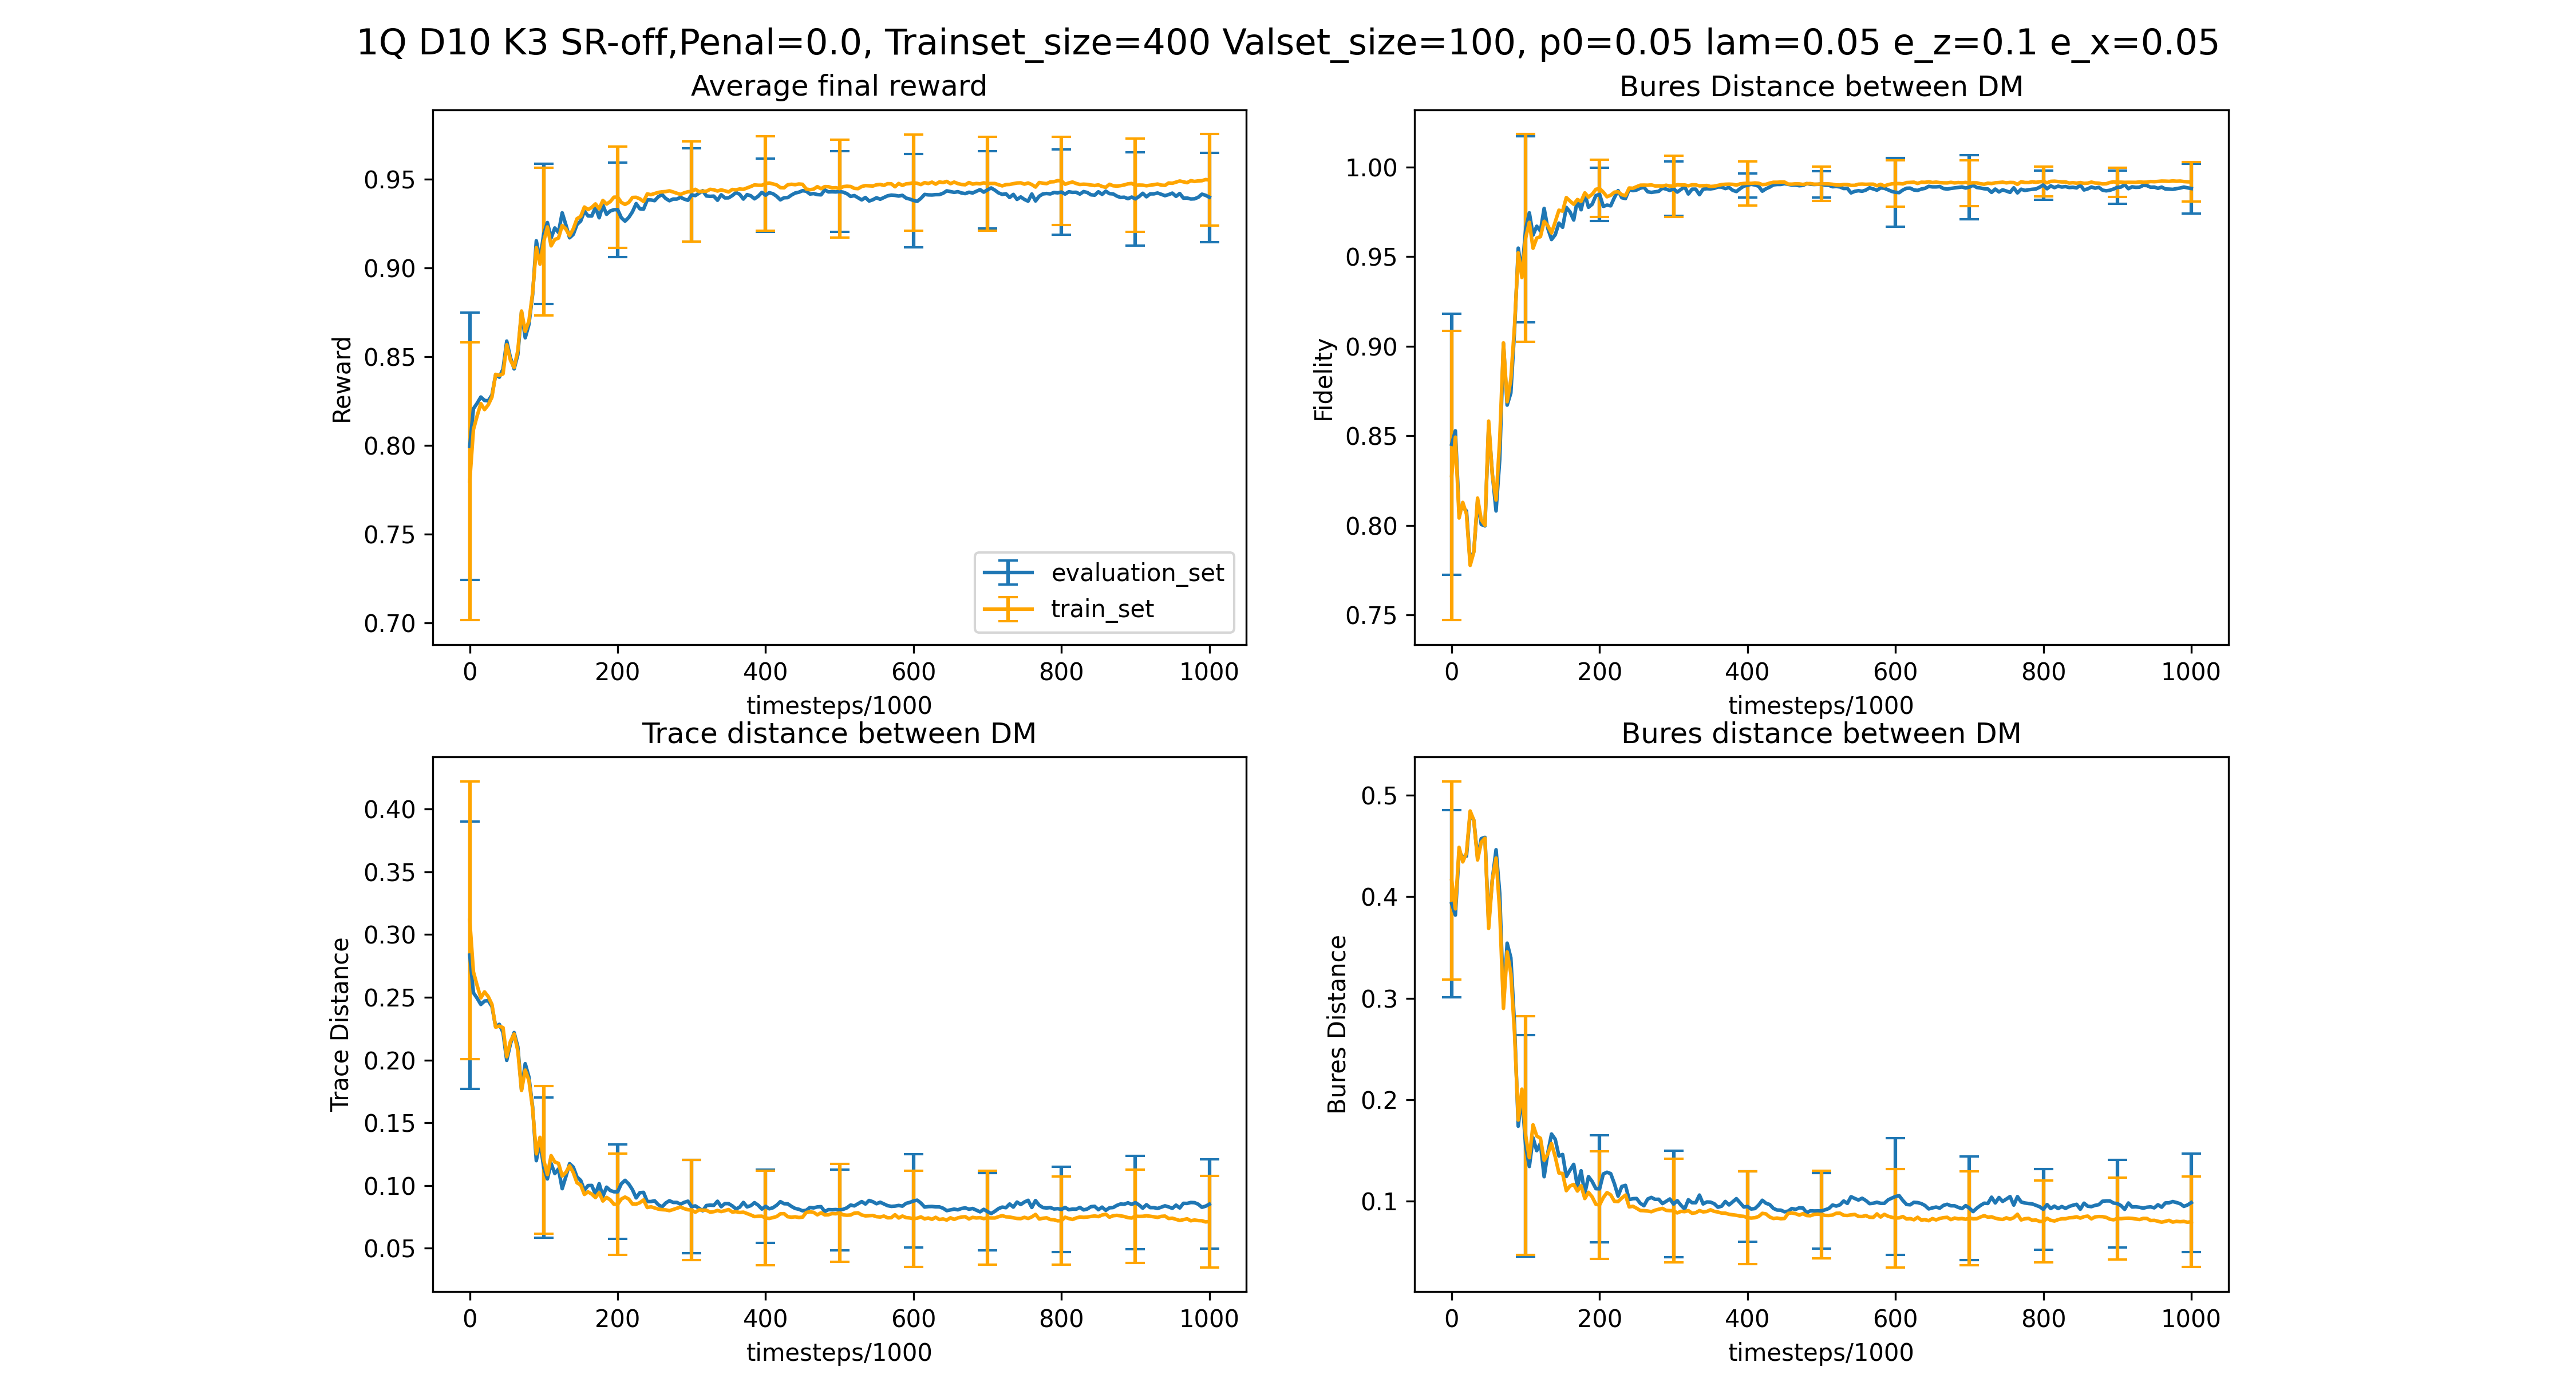 1Q D10 K3 SR-off,Penal=0.0, Trainset_size=400 Valset_size=100, p0=0.05 lam=0.05 e_z=0.1 e_x=0.05
Average final reward
Reward
0.95
0.90
0.85
0.80
0.75
0.70
evaluation_set
train_set
0 200 400 600 800 1000
timesteps/1000
Bures Distance between DM
Fidelity
1.00
0.95
0.90
0.85
0.80
0.75
0 200 400 600 800 1000
timesteps/1000
Trace distance between DM
Trace Distance
0.40
0.35
0.30
0.25
0.20
0.15
0.10
0.05
0 200 400 600 800 1000
timesteps/1000
Bures distance between DM
Bures Distance
0.5
0.4
0.3
0.2
0.1
0 200 400 600 800 1000
timesteps/1000